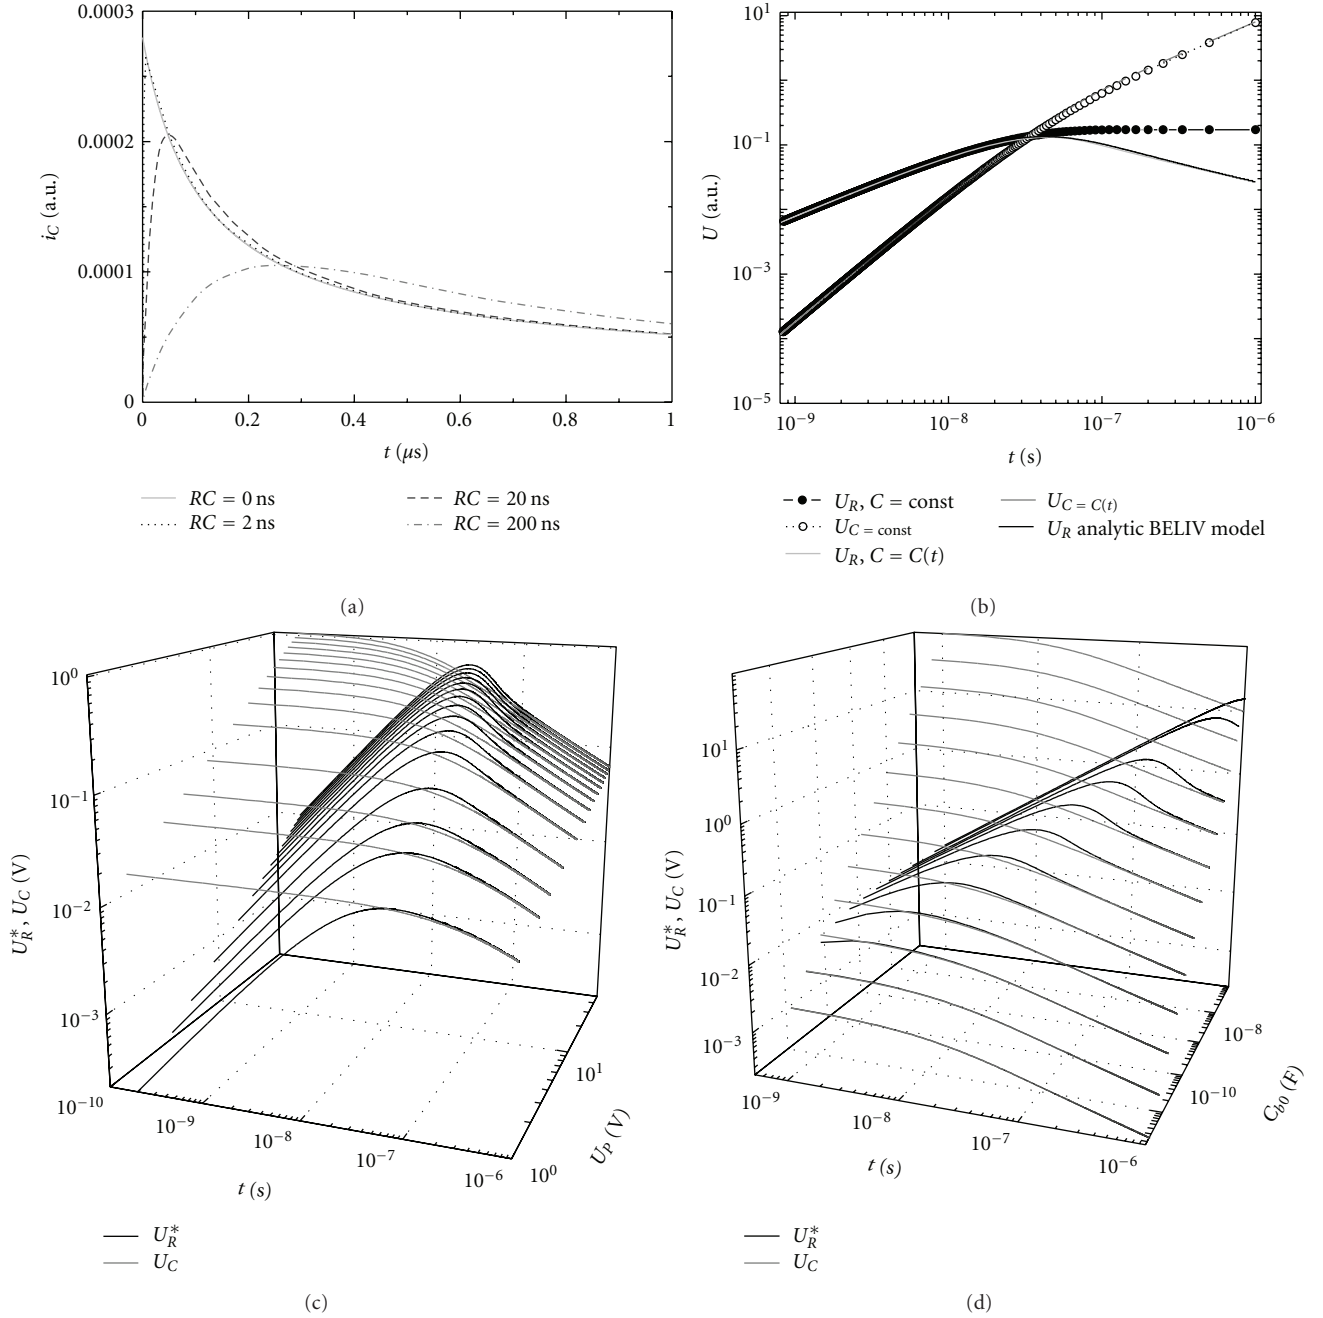 0.0003
0.0002
0.0001
0
i_C (a.u.)
0 0.2 0.4 0.6 0.8 1
t (μs)
RC = 0 ns
RC = 2 ns
RC = 20 ns
RC = 200 ns
(a)
10^1
10^−1
10^−3
10^−5
U (a.u.)
10^−9 10^−8 10^−7 10^−6
t (s)
U_R, C = const
U_C = const
U_R, C = C(t)
U_C = C(t)
U_R analytic BELIV model
(b)
10^0
10^−1
10^−2
10^−3
10^−10
U_R^*, U_C (V)
10^−9 10^−8 10^−7 10^−6
t (s)
10^0
10^1
U_P (V)
U_R^*
U_C
(c)
10^1
10^0
10^−1
10^−2
10^−3
U_R^*, U_C (V)
10^−9 10^−8 10^−7 10^−6
t (s)
10^−10
10^−8
C_b0 (F)
U_R^*
U_C
(d)